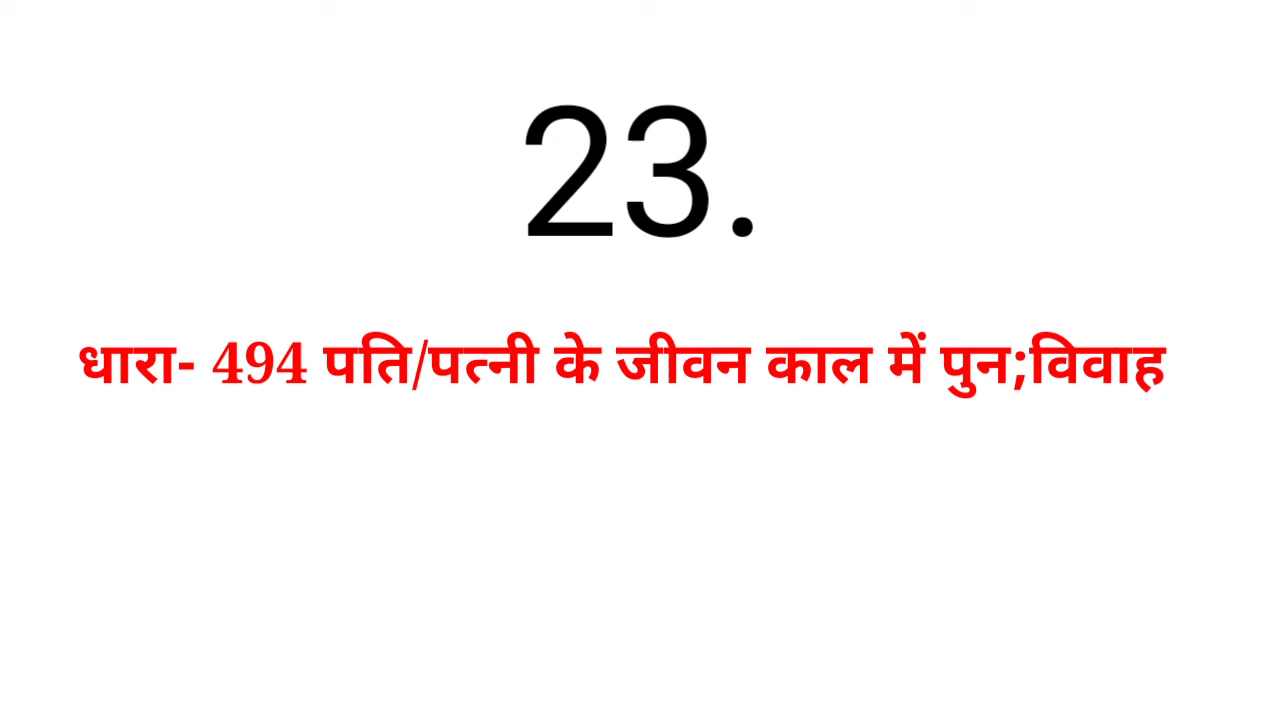 23.
धारा- 494 पति/पत्नी के जीवन काल में पुन;विवाह